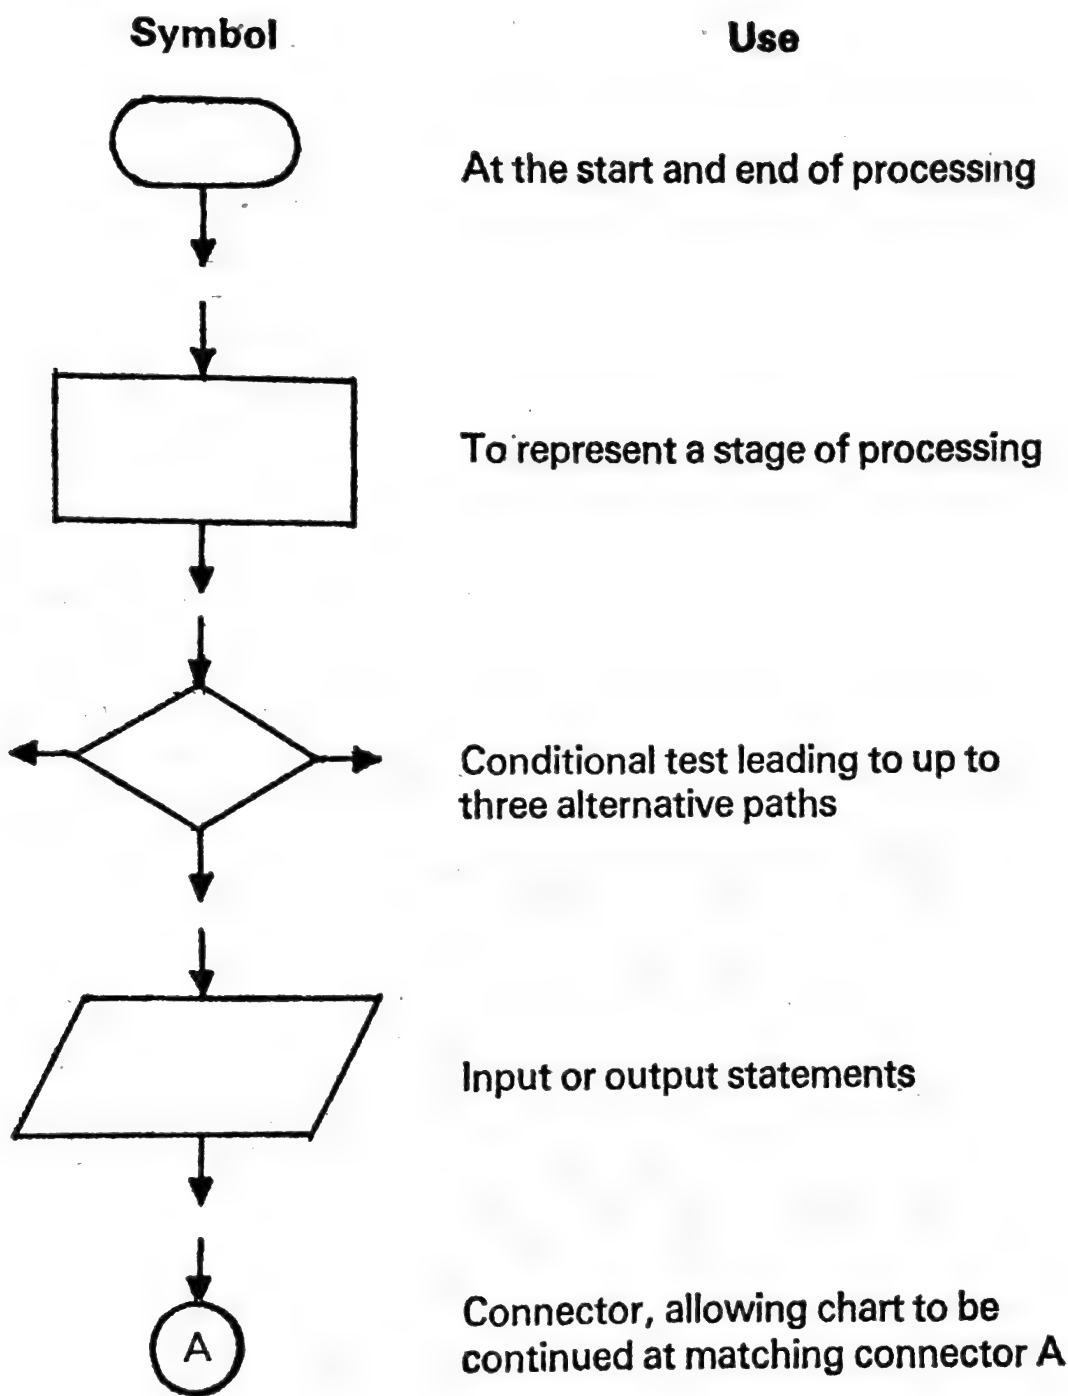 Symbol Use
At the start and end of processing
To represent a stage of processing
Conditional test leading to up to
three alternative paths
Input or output statements
A
Connector, allowing chart to be
continued at matching connector A